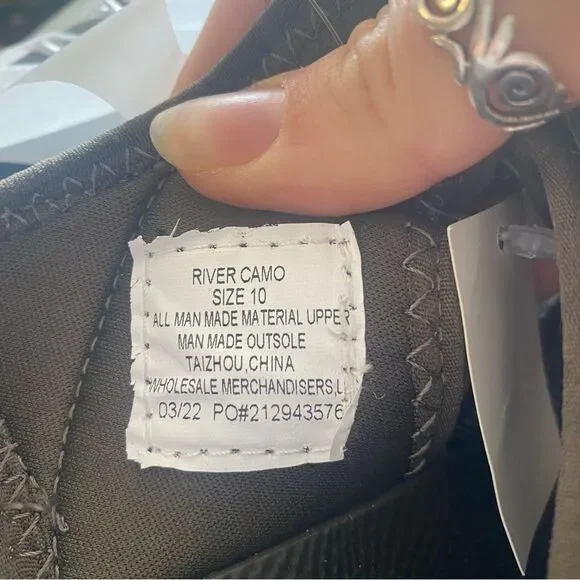 RIVER CAMO
SIZE 10
ALL MAN MADE MATERIAL UPPER
MAN MADE OUTSOLE
TAIZHOU,CHINA
WHOLESALE MERCHANDISERS,L
03/22 PO#212943576